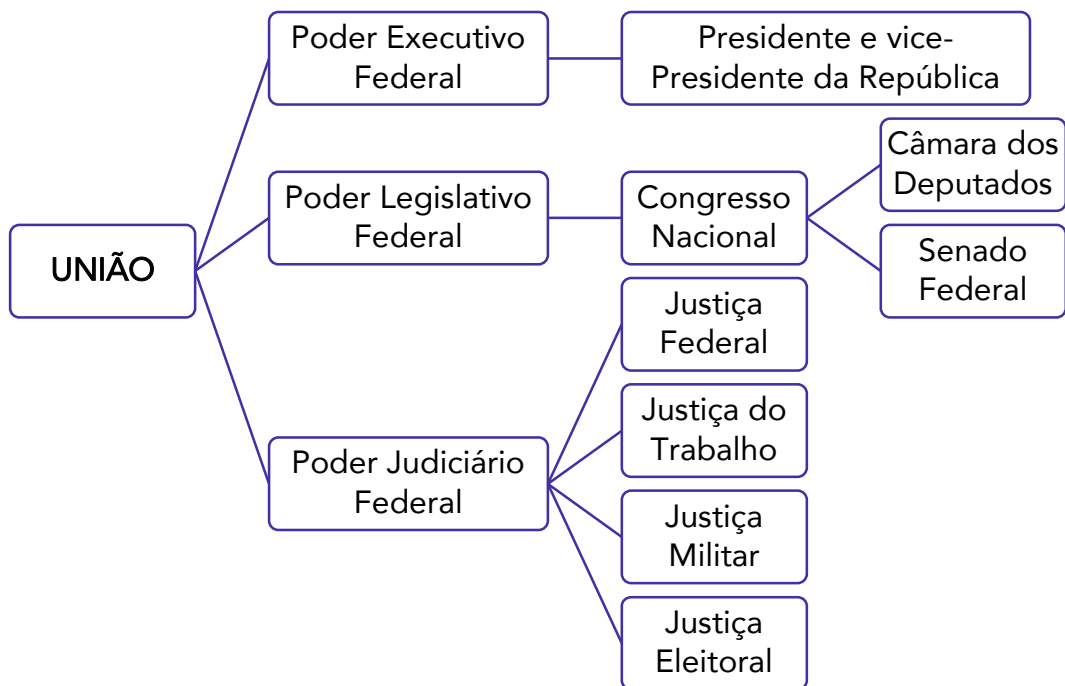 UNIÃO
Poder Executivo
Federal
Presidente e vice-
Presidente da República
Poder Legislativo
Federal
Congresso
Nacional
Câmara dos
Deputados
Senado
Federal
Poder Judiciário
Federal
Justiça
Federal
Justiça do
Trabalho
Justiça
Militar
Justiça
Eleitoral